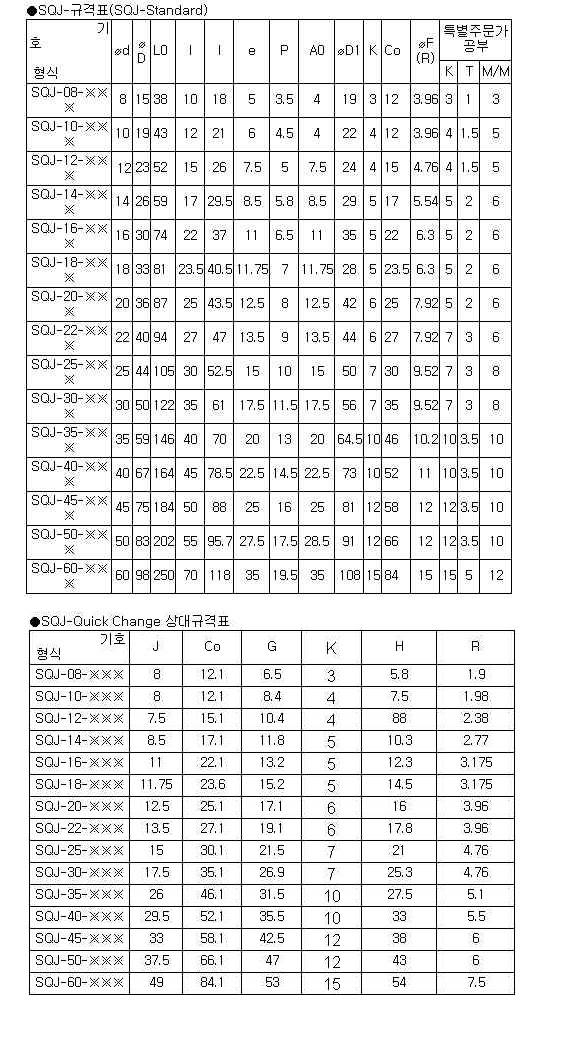 ●SQJ-규격표(SQJ-Standard)
기호 형식 ød øD L0 l l e P A0 øD1 K Co øF(R) 특별주문가공부
K T M/M
SQJ-08-※※※ 8 15 38 10 18 5 3.5 4 19 3 12 3.96 3 1 3
SQJ-10-※※※ 10 19 43 12 21 6 4.5 4 22 4 12 3.96 4 1.5 5
SQJ-12-※※※ 12 23 52 15 26 7.5 5 7.5 24 4 15 4.76 4 1.5 5
SQJ-14-※※※ 14 26 59 17 29.5 8.5 5.8 8.5 29 5 17 5.54 5 2 6
SQJ-16-※※※ 16 30 74 22 37 11 6.5 11 35 5 22 6.3 5 2 6
SQJ-18-※※※ 18 33 81 23.5 40.5 11.75 7 11.75 28 5 23.5 6.3 5 2 6
SQJ-20-※※※ 20 36 87 25 43.5 12.5 8 12.5 42 6 25 7.92 5 2 6
SQJ-22-※※※ 22 40 94 27 47 13.5 9 13.5 44 6 27 7.92 7 3 6
SQJ-25-※※※ 25 44 105 30 52.5 15 10 15 50 7 30 9.52 7 3 8
SQJ-30-※※※ 30 50 122 35 61 17.5 11.5 17.5 56 7 35 9.52 7 3 8
SQJ-35-※※※ 35 59 146 40 70 20 13 20 64.5 10 46 10.2 10 3.5 10
SQJ-40-※※※ 40 67 164 45 78.5 22.5 14.5 22.5 73 10 52 11 10 3.5 10
SQJ-45-※※※ 45 75 184 50 88 25 16 25 81 12 58 12 12 3.5 10
SQJ-50-※※※ 50 83 202 55 95.7 27.5 17.5 28.5 91 12 66 12 12 3.5 10
SQJ-60-※※※ 60 98 250 70 118 35 19.5 35 108 15 84 15 15 5 12
●SQJ-Quick Change 상대규격표
기호 형식 J Co G K H R
SQJ-08-※※※ 8 12.1 6.5 3 5.8 1.9
SQJ-10-※※※ 8 12.1 8.4 4 7.5 1.98
SQJ-12-※※※ 7.5 15.1 10.4 4 88 2.38
SQJ-14-※※※ 8.5 17.1 11.8 5 10.3 2.77
SQJ-16-※※※ 11 22.1 13.2 5 12.3 3.175
SQJ-18-※※※ 11.75 23.6 15.2 5 14.5 3.175
SQJ-20-※※※ 12.5 25.1 17.1 6 16 3.96
SQJ-22-※※※ 13.5 27.1 19.1 6 17.8 3.96
SQJ-25-※※※ 15 30.1 21.5 7 21 4.76
SQJ-30-※※※ 17.5 35.1 26.9 7 25.3 4.76
SQJ-35-※※※ 26 46.1 31.5 10 27.5 5.1
SQJ-40-※※※ 29.5 52.1 35.5 10 33 5.5
SQJ-45-※※※ 33 58.1 42.5 12 38 6
SQJ-50-※※※ 37.5 66.1 47 12 43 6
SQJ-60-※※※ 49 84.1 53 15 54 7.5